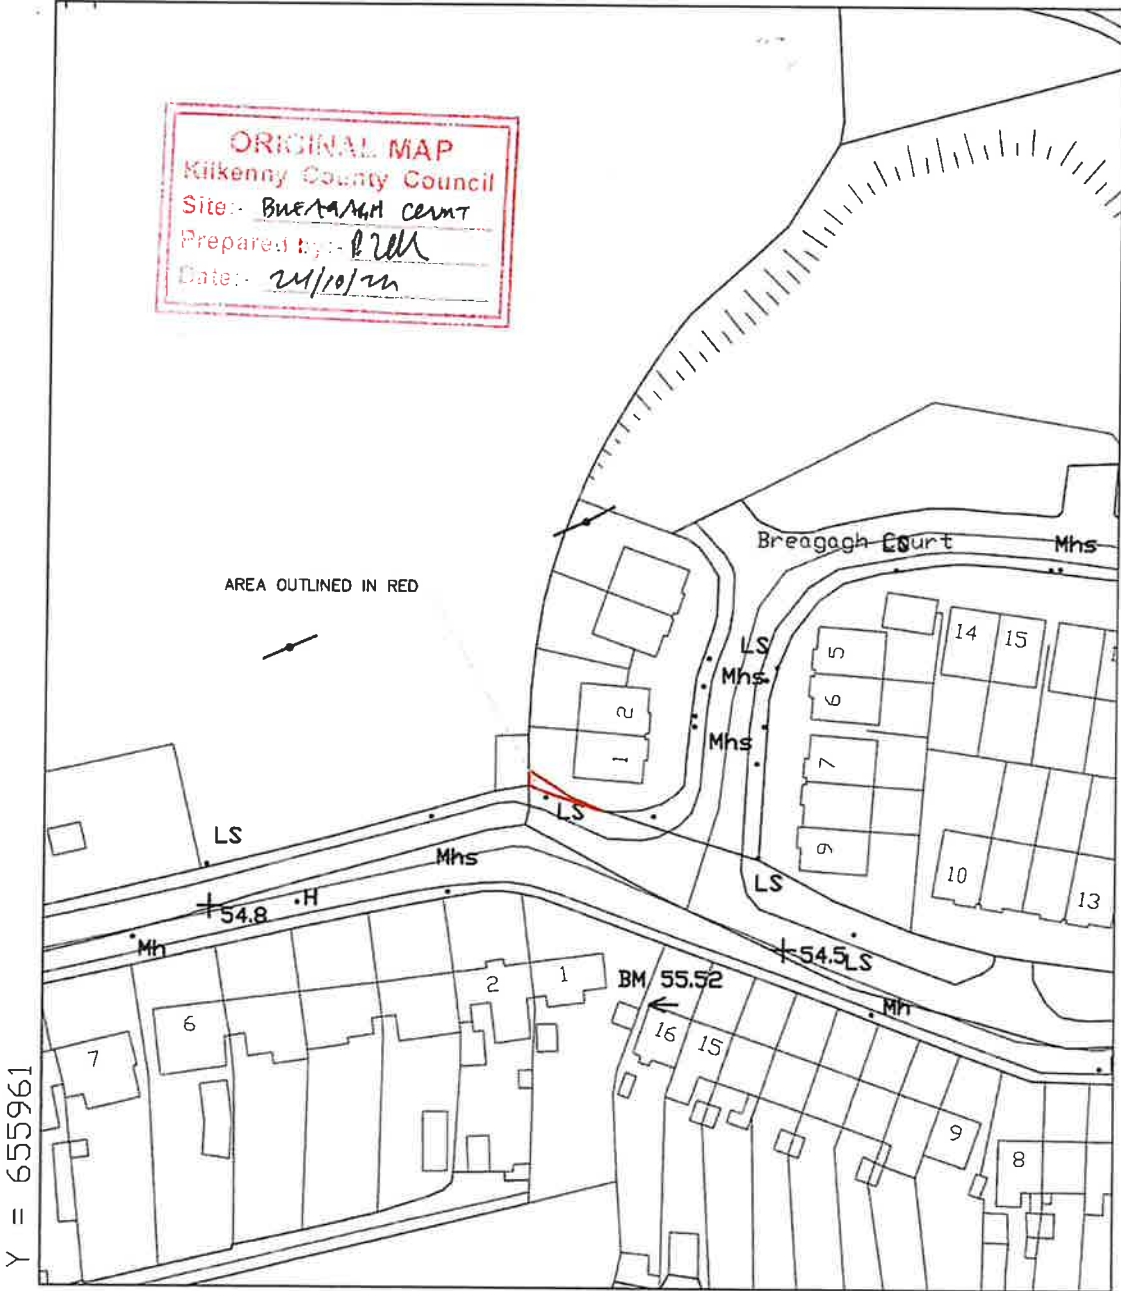 ORIGINAL MAP
Kilkenny County Council
Site:-
Prepared by:-
Date:- 24/10/22
Breagagh Court
LS
Mhs
AREA OUTLINED IN RED
14
15
5
6
LS
Mhs
2
1
Mhs
7
9
LS
LS
Mhs
10
13
LS
H
54.8
Mh
54.5
LS
1
2
BM 55.52
Mh
6
16
15
7
9
8
Y = 655961